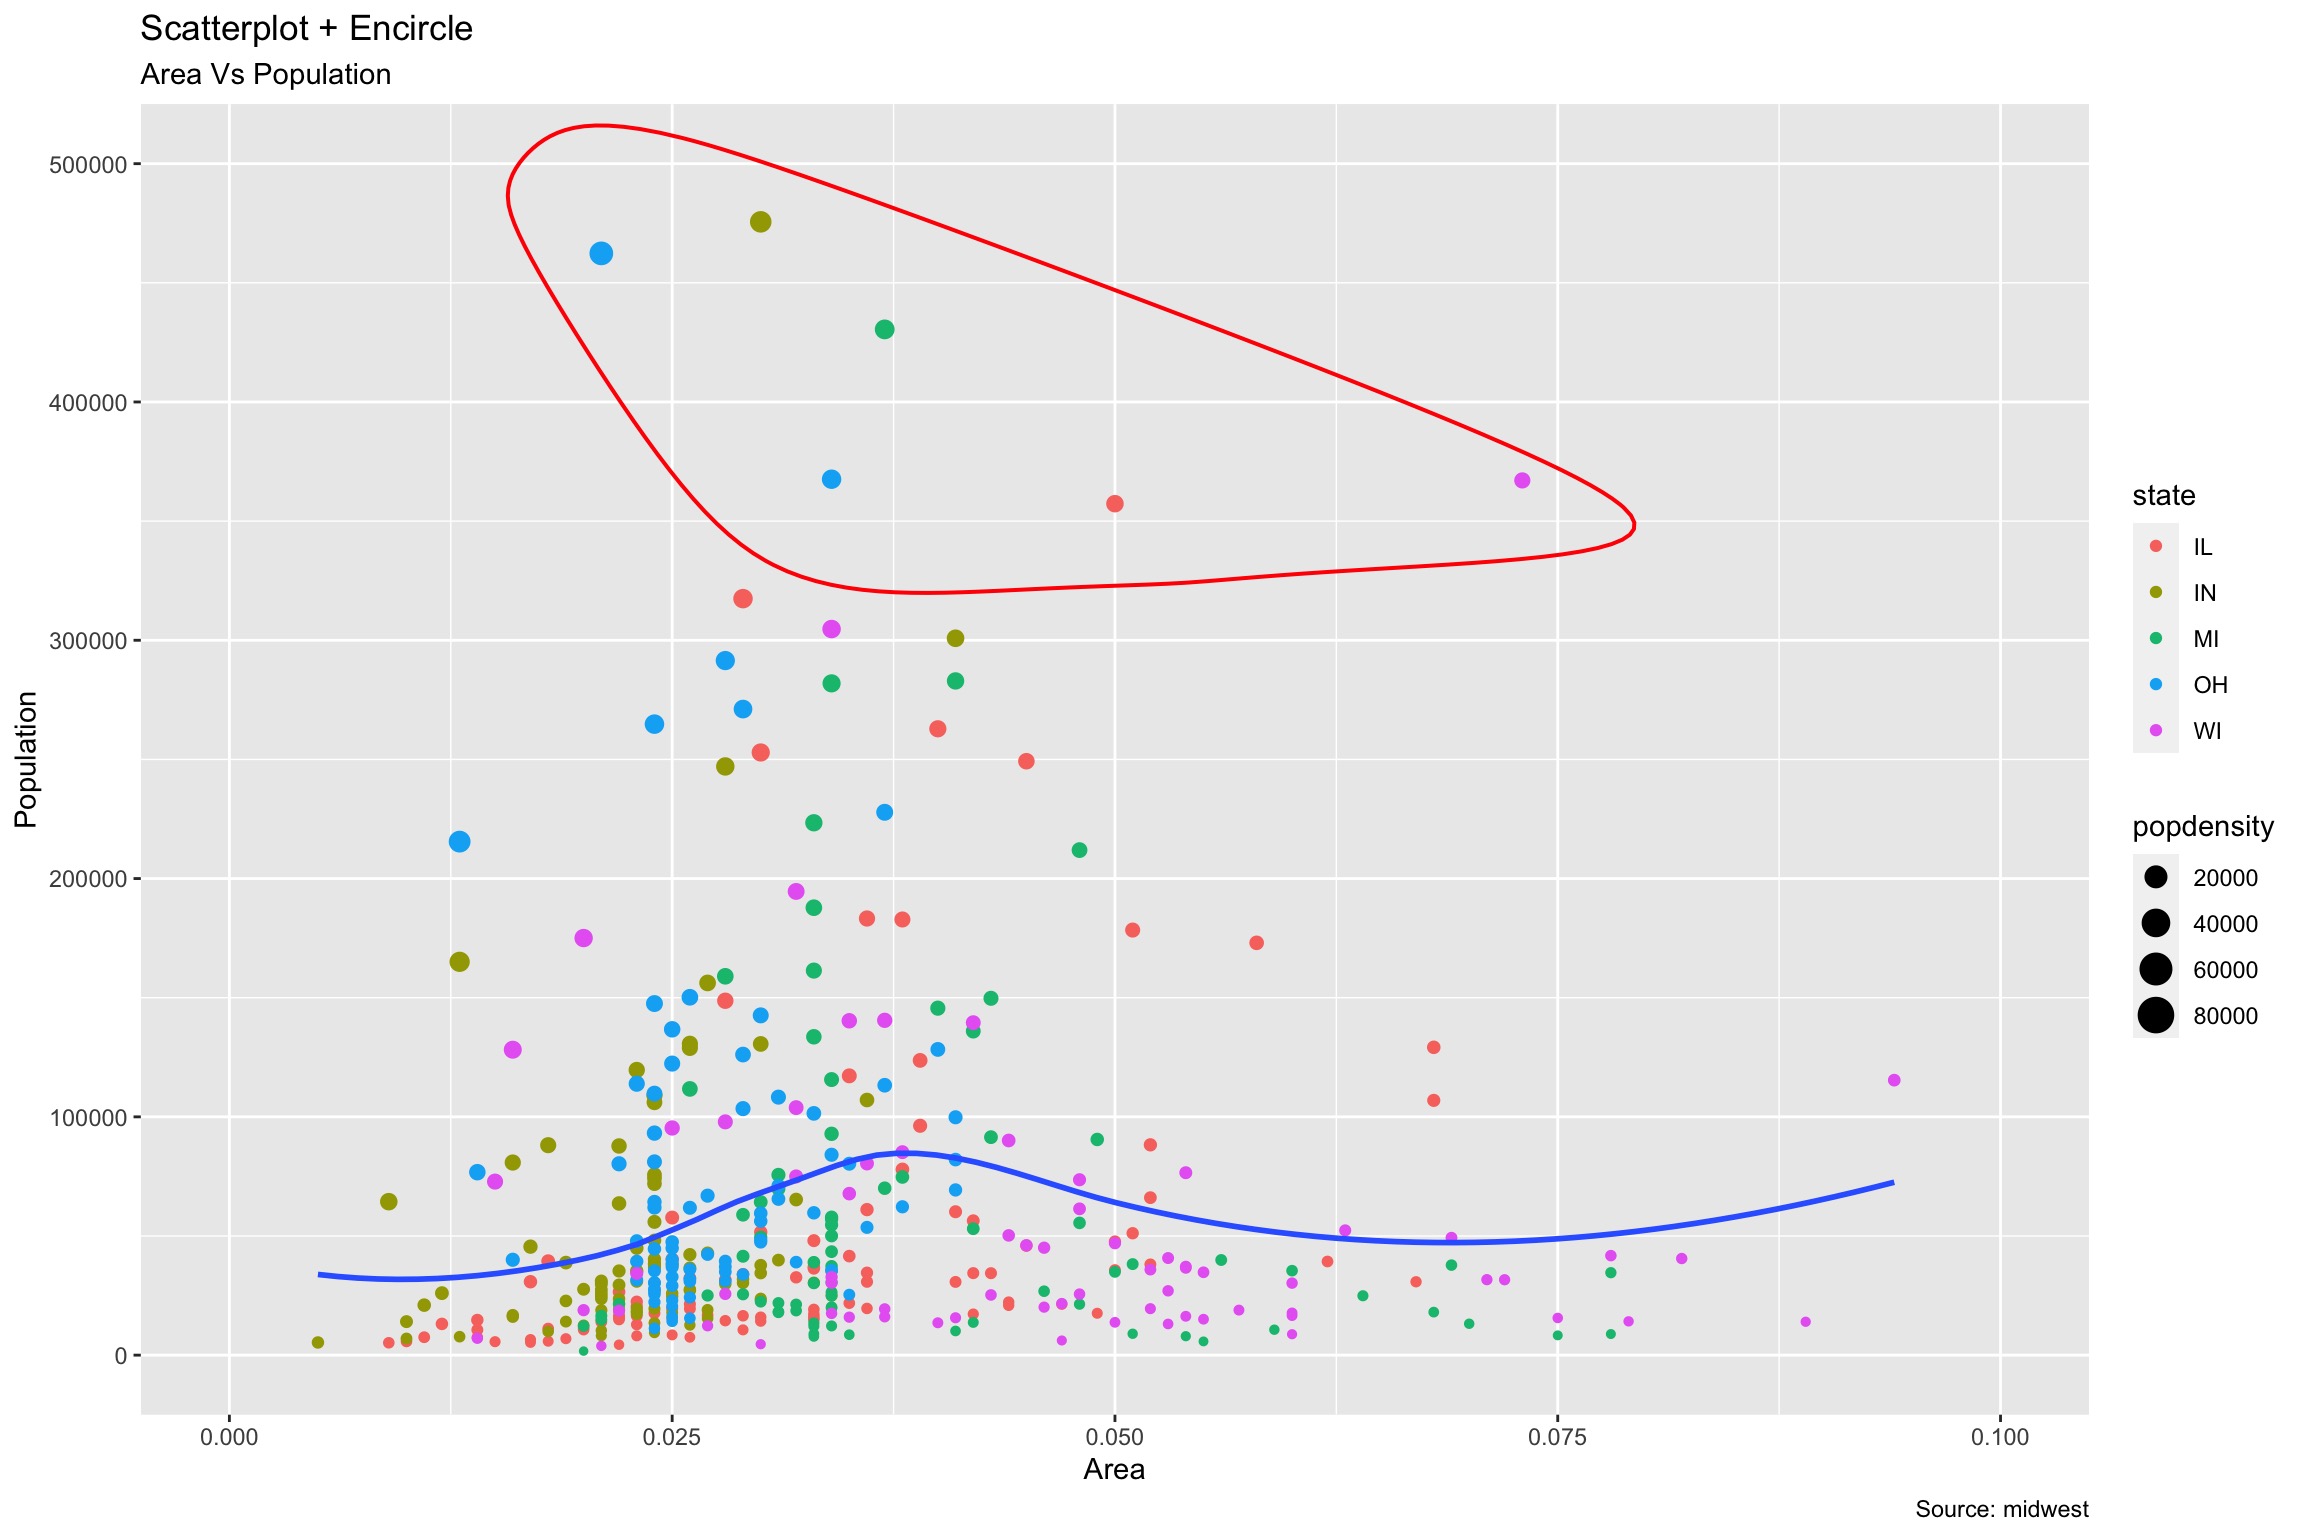 Scatterplot + Encircle
Area Vs Population
500000
400000
300000
200000
100000
0
Population
0.000 0.025 0.050 0.075 0.100
Area
state
IL
IN
MI
OH
WI
popdensity
20000
40000
60000
80000
Source: midwest